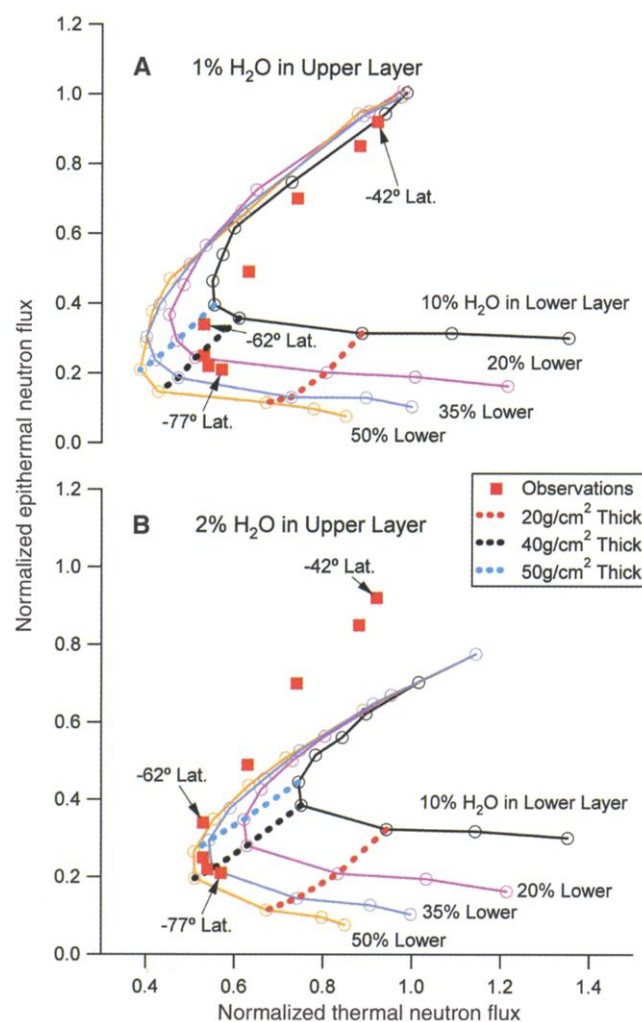 1.2
A
1% H₂O in Upper Layer
1.0
0.8
-42º Lat.
0.6
0.4
10% H₂O in Lower Layer
-62º Lat.
20% Lower
0.2
-77º Lat.
35% Lower
50% Lower
0.0
Normalized epithermal neutron flux
1.2
B
2% H₂O in Upper Layer
Observations
20g/cm² Thick
40g/cm² Thick
50g/cm² Thick
1.0
-42º Lat.
0.8
0.6
-62º Lat.
0.4
10% H₂O in Lower Layer
0.2
20% Lower
-77º Lat.
35% Lower
50% Lower
0.0
0.4 0.6 0.8 1.0 1.2 1.4
Normalized thermal neutron flux